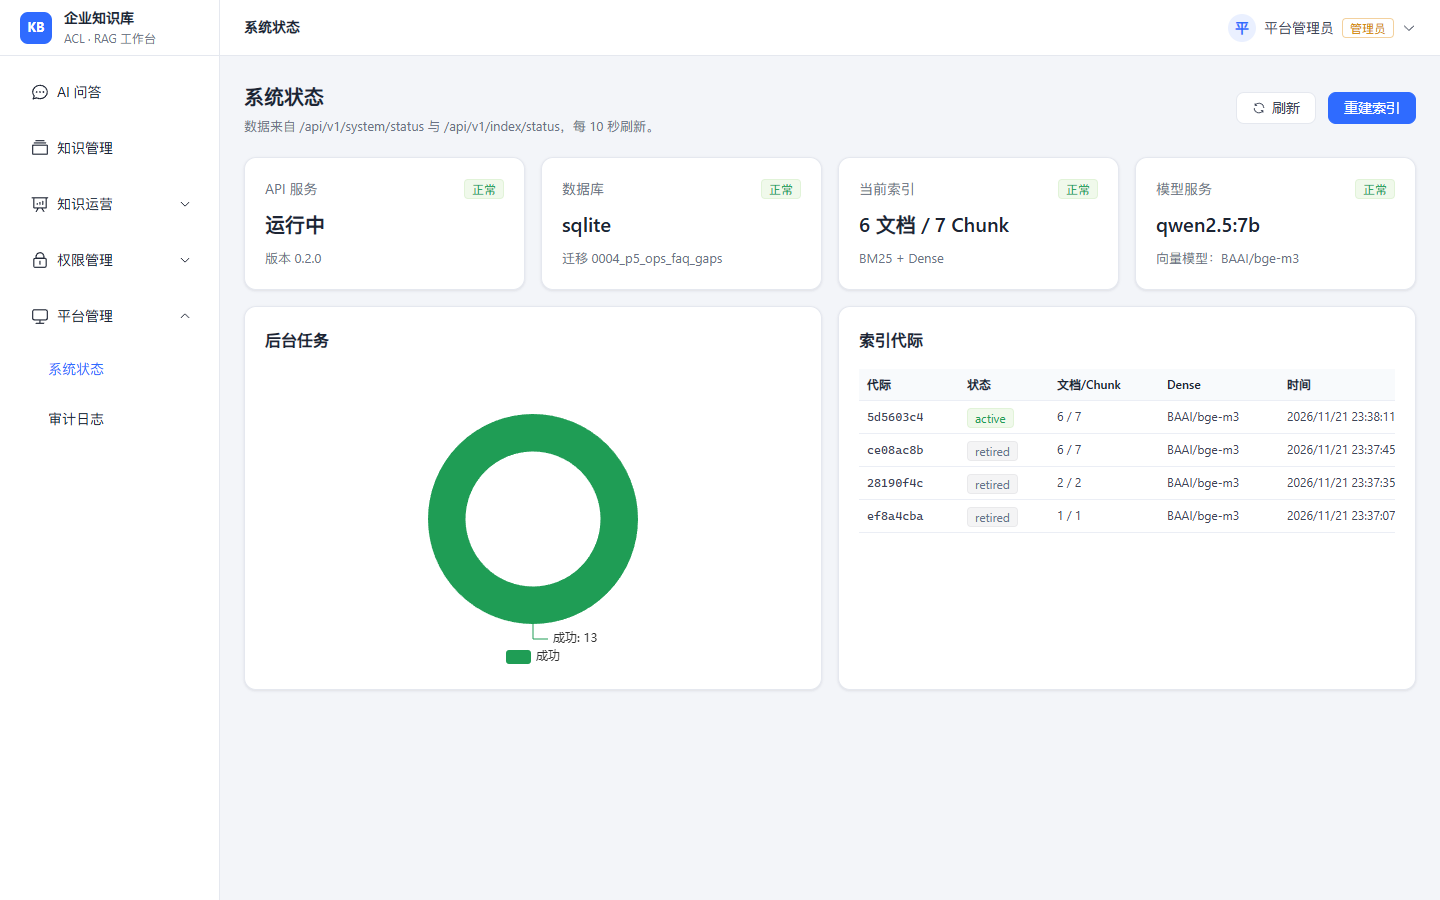 KB
企业知识库
ACL · RAG 工作台
系统状态
平
平台管理员
管理员
AI 问答
知识管理
知识运营
权限管理
平台管理
系统状态
审计日志
系统状态
数据来自 /api/v1/system/status 与 /api/v1/index/status，每 10 秒刷新。
刷新
重建索引
API 服务
正常
运行中
版本 0.2.0
数据库
正常
sqlite
迁移 0004_p5_ops_faq_gaps
当前索引
正常
6 文档 / 7 Chunk
BM25 + Dense
模型服务
正常
qwen2.5:7b
向量模型：BAAI/bge-m3
后台任务
成功: 13
成功
索引代际
代际 状态 文档/Chunk Dense 时间
5d5603c4 active 6 / 7 BAAI/bge-m3 2026/11/21 23:38:11
ce08ac8b retired 6 / 7 BAAI/bge-m3 2026/11/21 23:37:45
28190f4c retired 2 / 2 BAAI/bge-m3 2026/11/21 23:37:35
ef8a4cba retired 1 / 1 BAAI/bge-m3 2026/11/21 23:37:07